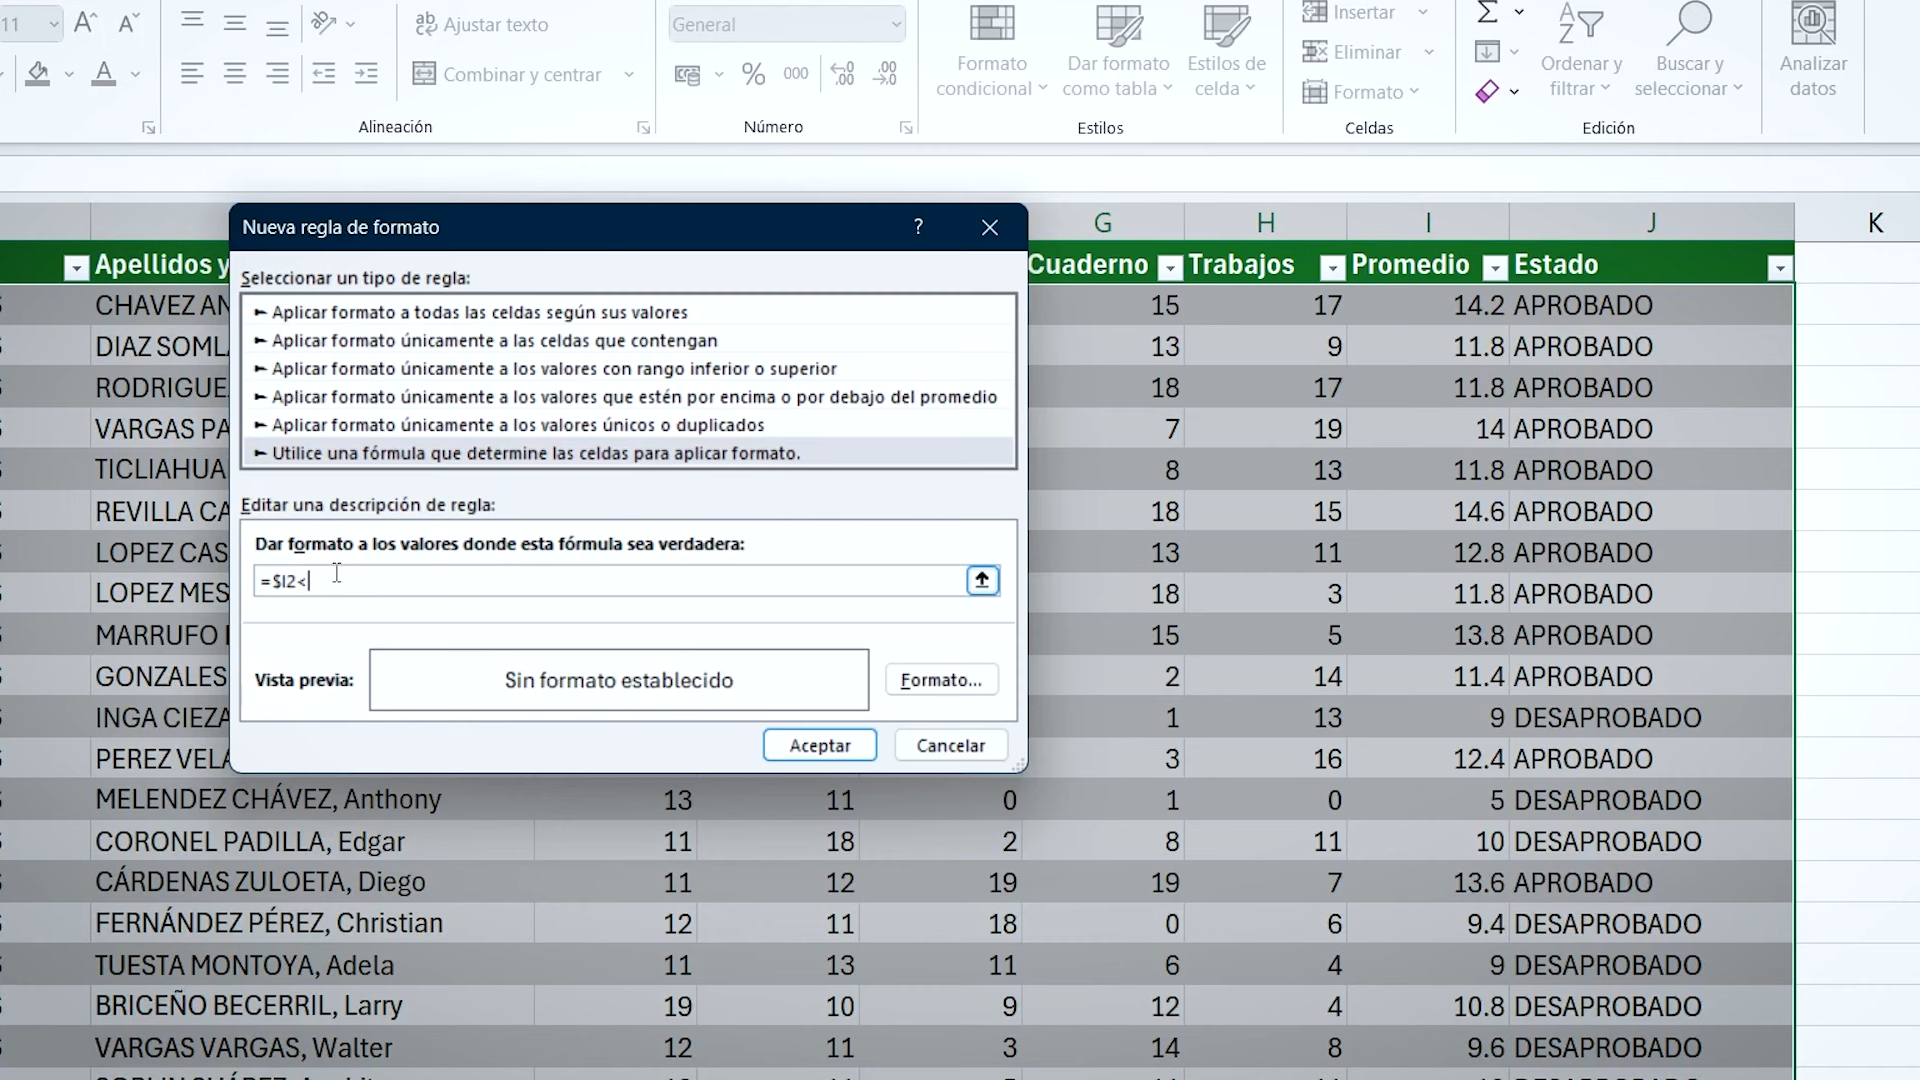 11
Ajustar texto
Combinar y centrar
Alineación
General
% 000
Número
Formato condicional
Dar formato como tabla
Estilos de celda
Estilos
Insertar
Eliminar
Formato
Celdas
Ordenar y filtrar
Buscar y seleccionar
Edición
Analizar datos
G H I J K
Apellidos y
Cuaderno Trabajos Promedio Estado
Nueva regla de formato
?
Seleccionar un tipo de regla:
► Aplicar formato a todas las celdas según sus valores
► Aplicar formato únicamente a las celdas que contengan
► Aplicar formato únicamente a los valores con rango inferior o superior
► Aplicar formato únicamente a los valores que estén por encima o por debajo del promedio
► Aplicar formato únicamente a los valores únicos o duplicados
► Utilice una fórmula que determine las celdas para aplicar formato.
Editar una descripción de regla:
Dar formato a los valores donde esta fórmula sea verdadera:
=$I2<
Vista previa:
Sin formato establecido
Formato...
Aceptar
Cancelar
CHAVEZ 15 17 14.2 APROBADO
DIAZ 13 9 11.8 APROBADO
18 17 11.8 APROBADO
VARGAS 7 19 14 APROBADO
8 13 11.8 APROBADO
REVILLA 18 15 14.6 APROBADO
LOPEZ 13 11 12.8 APROBADO
LOPEZ 18 3 11.8 APROBADO
MARRUFO 15 5 13.8 APROBADO
GONZALES 2 14 11.4 APROBADO
INGA CIEZA 1 13 9 DESAPROBADO
PEREZ 3 16 12.4 APROBADO
MELENDEZ CHÁVEZ, Anthony 13 11 0 1 0 5 DESAPROBADO
CORONEL PADILLA, Edgar 11 18 2 8 11 10 DESAPROBADO
CÁRDENAS ZULOETA, Diego 11 12 19 19 7 13.6 APROBADO
FERNÁNDEZ PÉREZ, Christian 12 11 18 0 6 9.4 DESAPROBADO
TUESTA MONTOYA, Adela 11 13 11 6 4 9 DESAPROBADO
BRICEÑO BECERRIL, Larry 19 10 9 12 4 10.8 DESAPROBADO
VARGAS VARGAS, Walter 12 11 3 14 8 9.6 DESAPROBADO